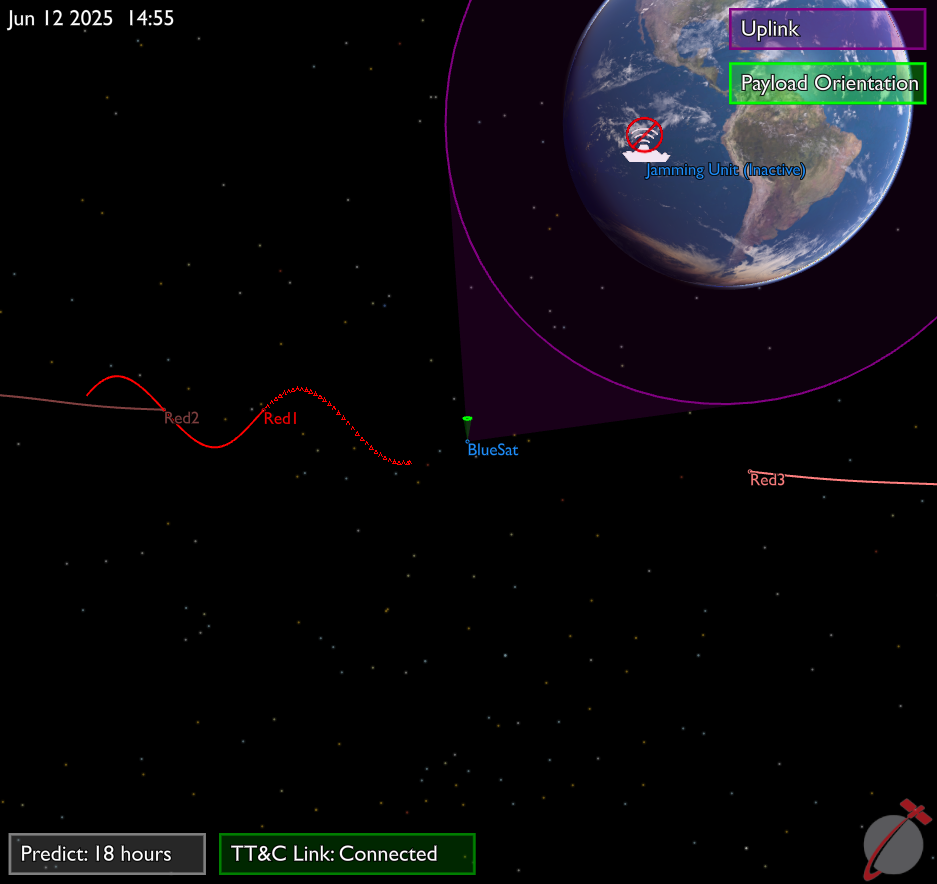 Jun 12 2025 14:55
Uplink
Payload Orientation
Jamming Unit (Inactive)
Red2
Red1
BlueSat
Red3
Predict: 18 hours
TT&C Link: Connected